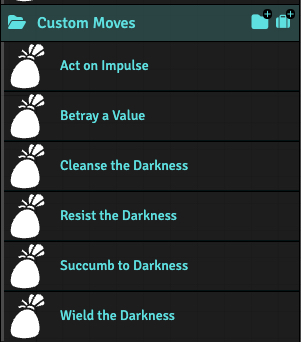 Custom Moves
Act on Impulse
Betray a Value
Cleanse the Darkness
Resist the Darkness
Succumb to Darkness
Wield the Darkness